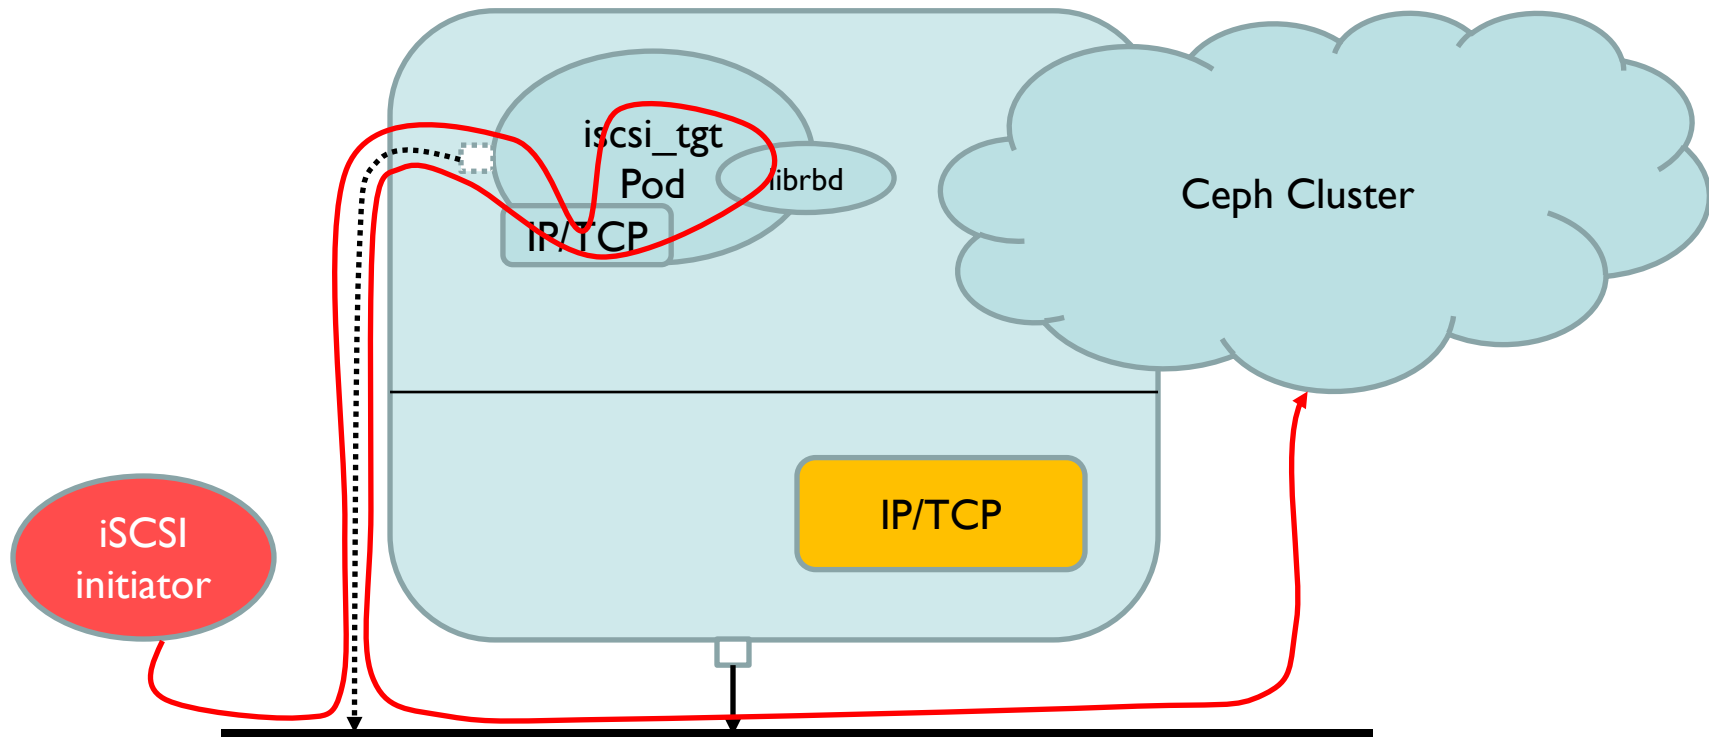 iscsi_tgt
Pod
librbd
IP/TCP
Ceph Cluster
IP/TCP
iSCSI
initiator